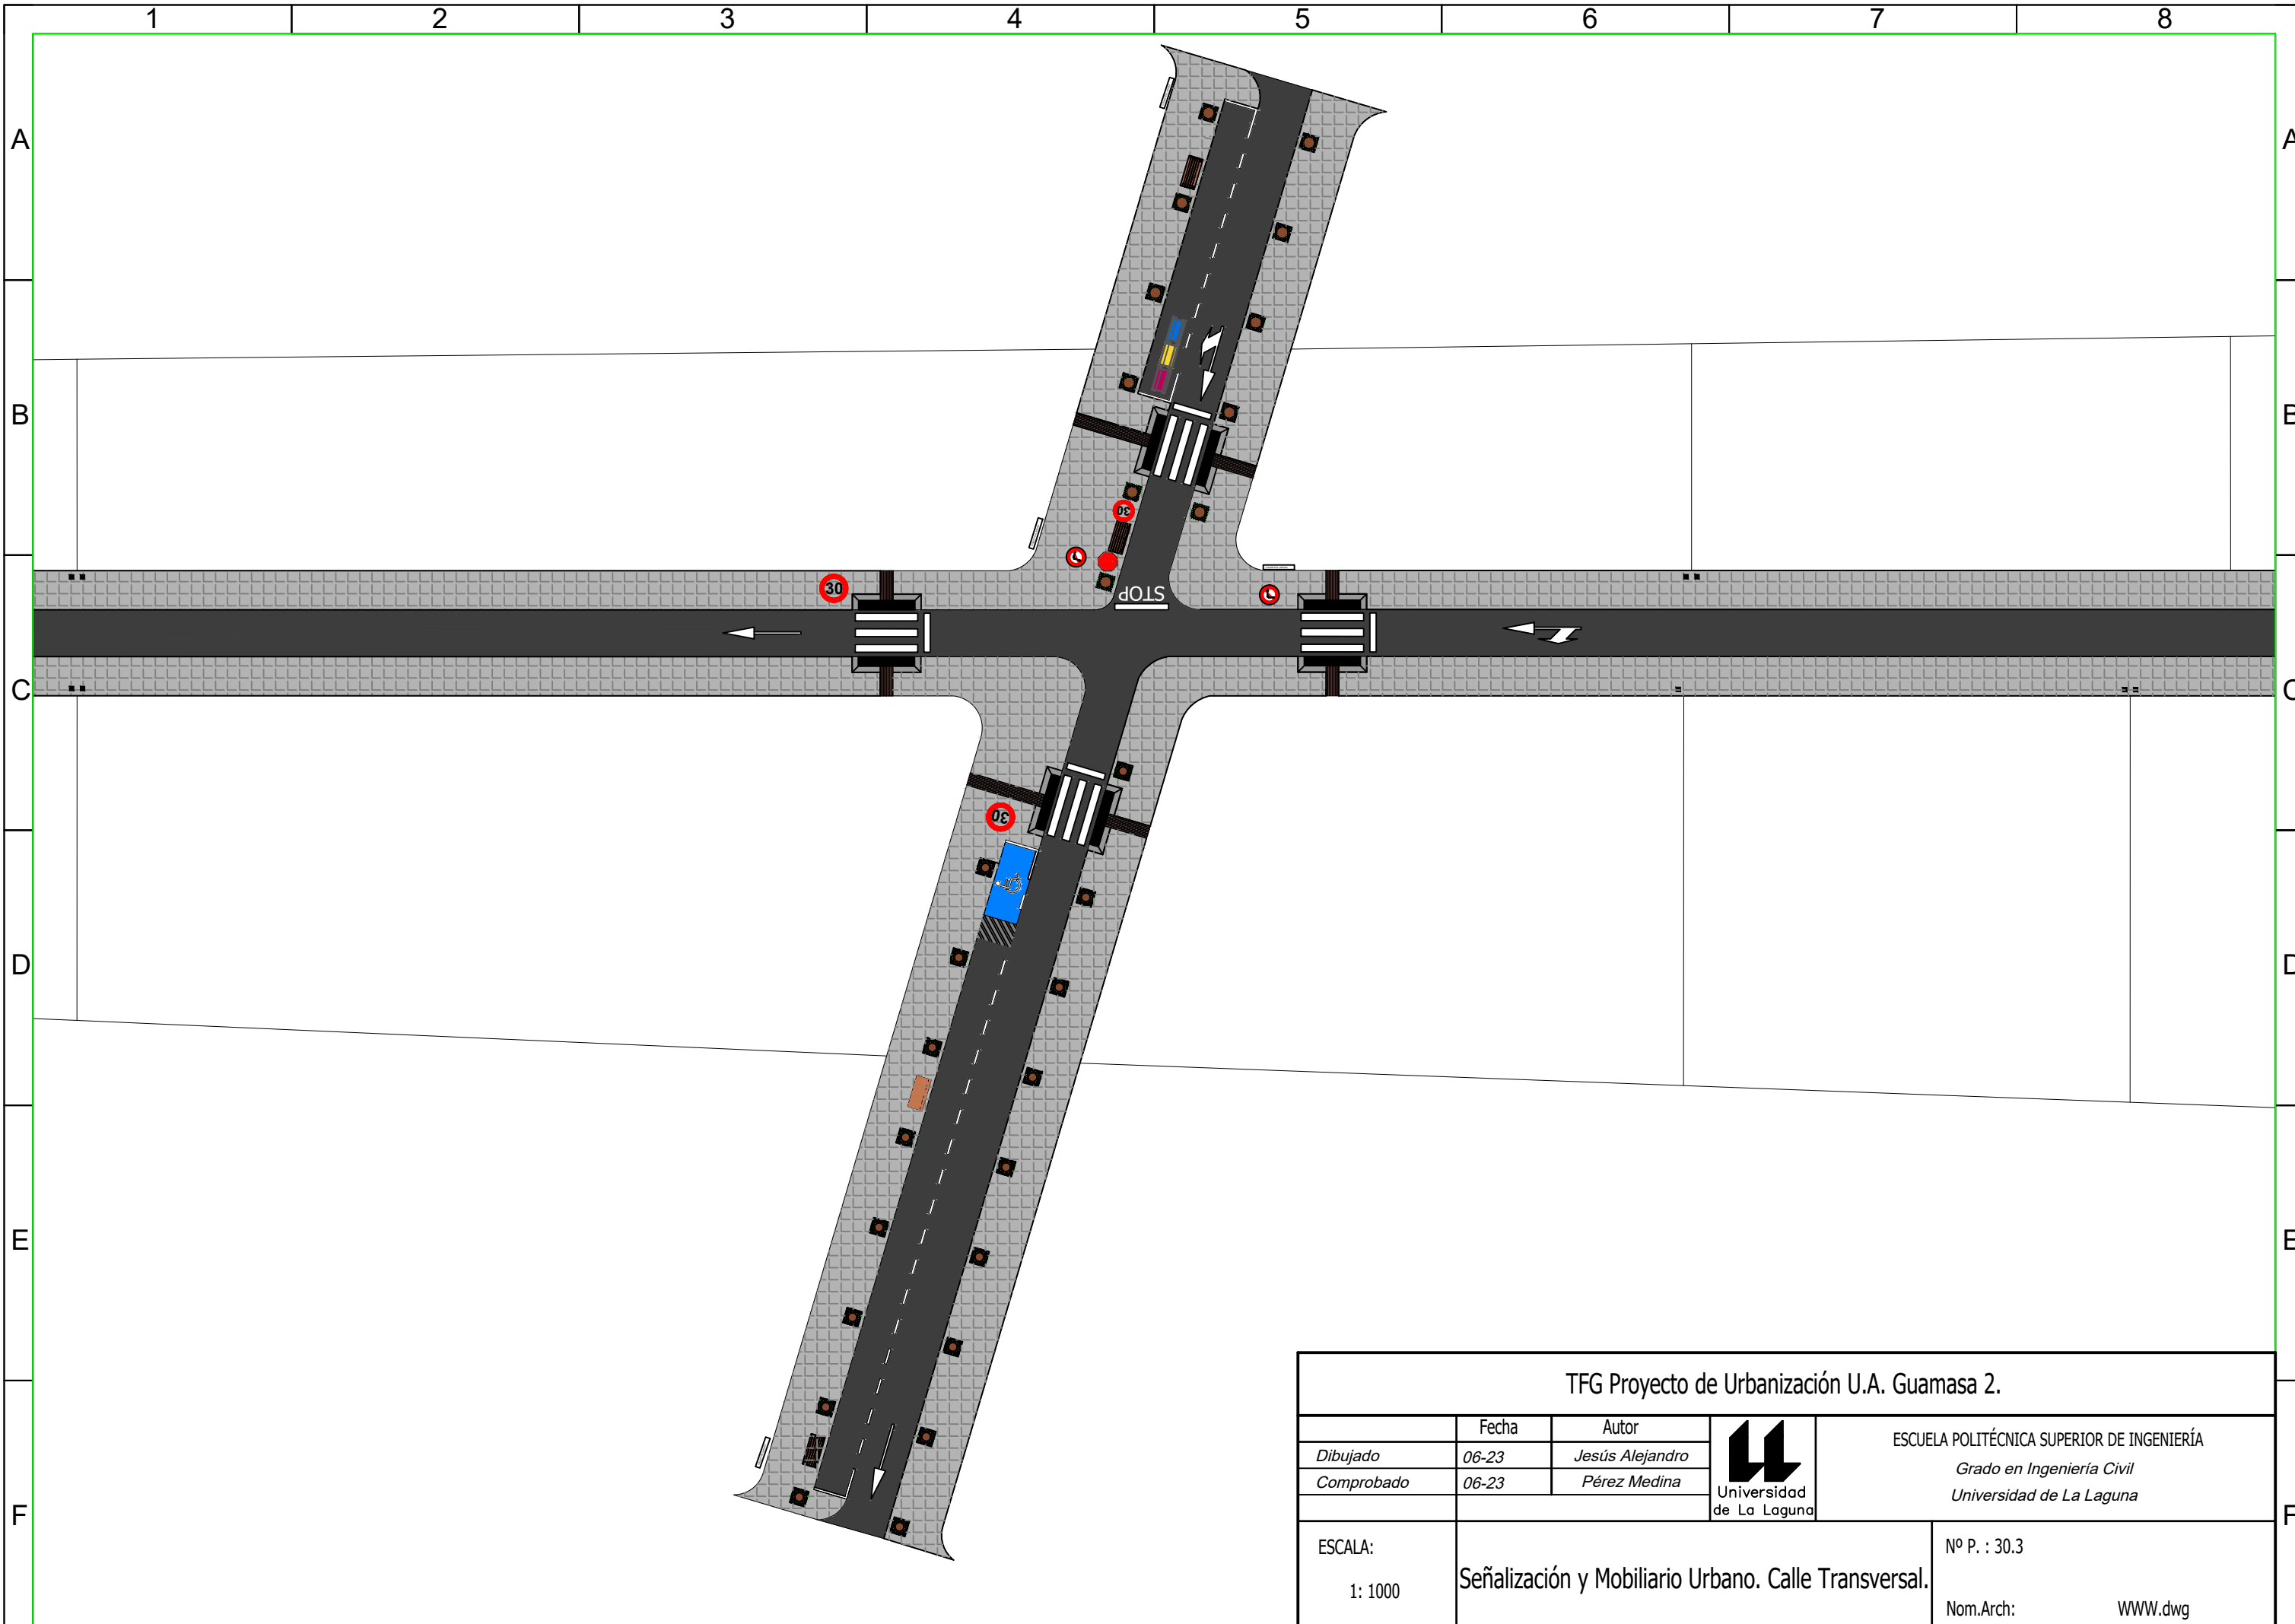 1 2 3 4 5 6 7 8
A A
B B
30
30
STOP
C C
30
D D
E E
F F
TFG Proyecto de Urbanización U.A. Guamasa 2.
Fecha Autor
Dibujado 06-23 Jesús Alejandro
Comprobado 06-23 Pérez Medina
Universidad
de La Laguna
ESCUELA POLITÉCNICA SUPERIOR DE INGENIERÍA
Grado en Ingeniería Civil
Universidad de La Laguna
ESCALA:
1: 1000
Señalización y Mobiliario Urbano. Calle Transversal.
Nº P. : 30.3
Nom.Arch: WWW.dwg